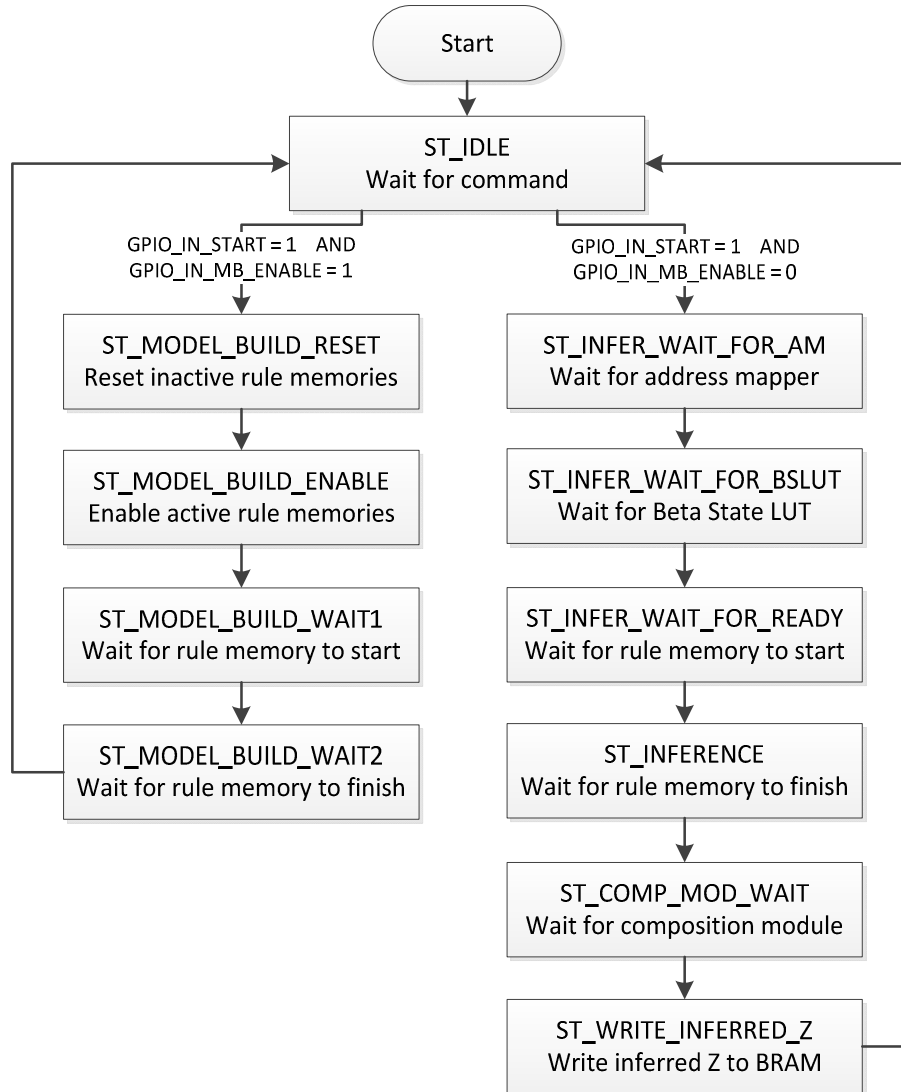 Start
ST_IDLE
Wait for command
GPIO_IN_START = 1 AND
GPIO_IN_MB_ENABLE = 1
GPIO_IN_START = 1 AND
GPIO_IN_MB_ENABLE = 0
ST_MODEL_BUILD_RESET
Reset inactive rule memories
ST_INFER_WAIT_FOR_AM
Wait for address mapper
ST_MODEL_BUILD_ENABLE
Enable active rule memories
ST_INFER_WAIT_FOR_BSLUT
Wait for Beta State LUT
ST_MODEL_BUILD_WAIT1
Wait for rule memory to start
ST_INFER_WAIT_FOR_READY
Wait for rule memory to start
ST_MODEL_BUILD_WAIT2
Wait for rule memory to finish
ST_INFERENCE
Wait for rule memory to finish
ST_COMP_MOD_WAIT
Wait for composition module
ST_WRITE_INFERRED_Z
Write inferred Z to BRAM